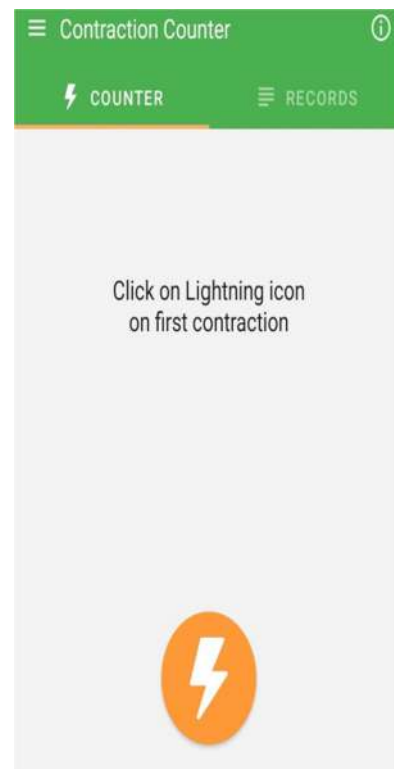 Contraction Counter
COUNTER
RECORDS
Click on Lightning icon
on first contraction